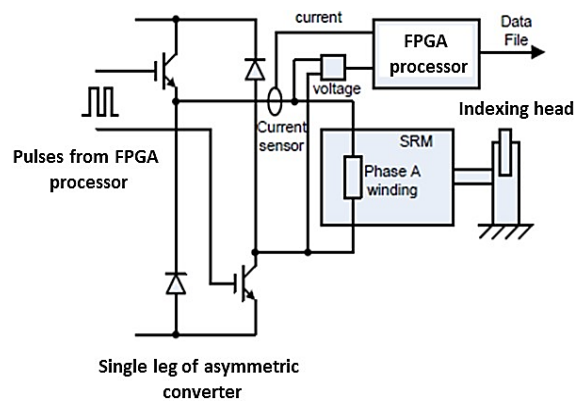 current
Data
File
FPGA
processor
voltage
Indexing head
Current
sensor
SRM
Pulses from FPGA
processor
Phase A
winding
Single leg of asymmetric
converter